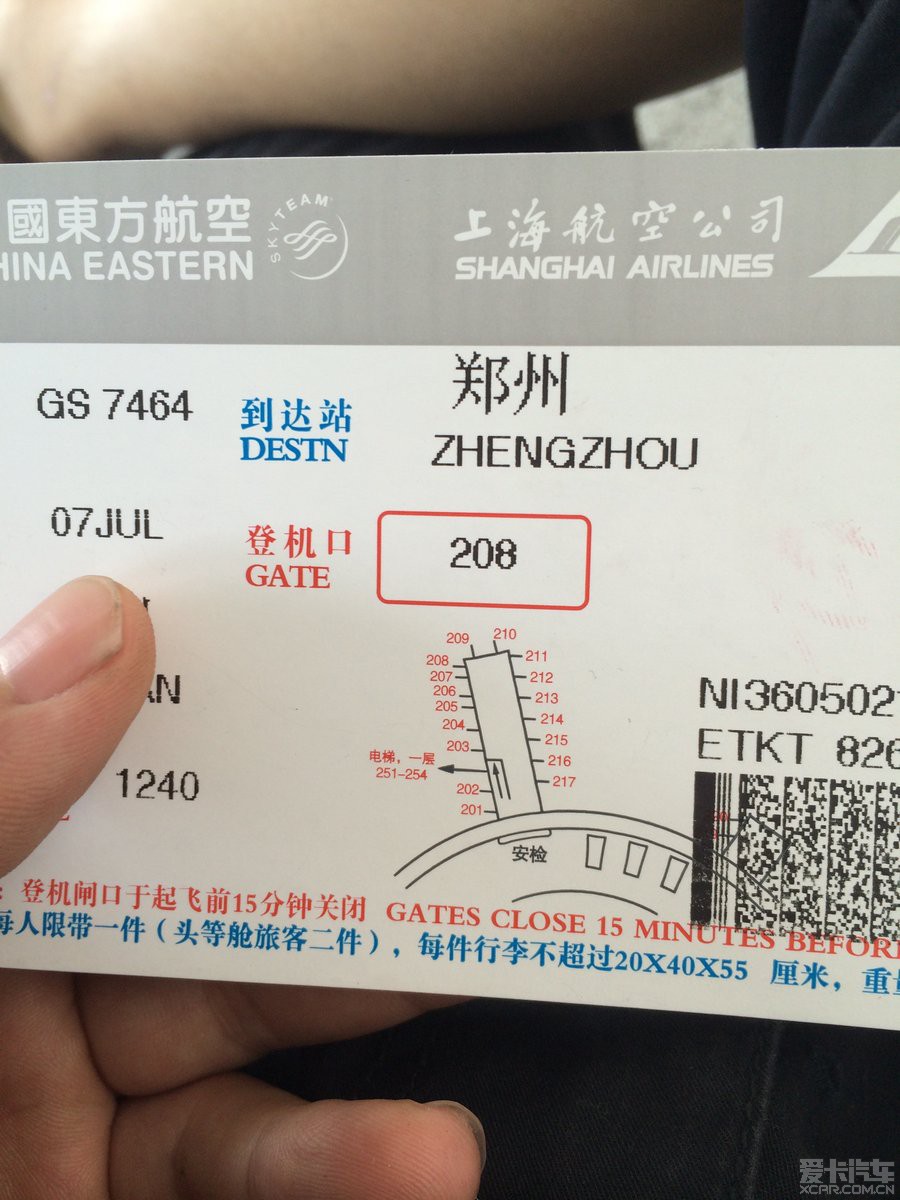 國東方航空
HINA EASTERN
SKYTEAM
上海航空公司
SHANGHAI AIRLINES
GS 7464
到达站
DESTN
郑州
ZHENGZHOU
07JUL
登机口
GATE
208
209 210
208 211
207 212
206 213
205 214
204 215
203 216
电梯，一层
251-254
217
202
201
安检
AN
NI3605021
ETKT 826
1240
：登机闸口于起飞前15分钟关闭 GATES CLOSE 15 MINUTES BEFOR
每人限带一件（头等舱旅客二件），每件行李不超过20X40X55 厘米，重量
爱卡汽车
XCAR.COM.CN